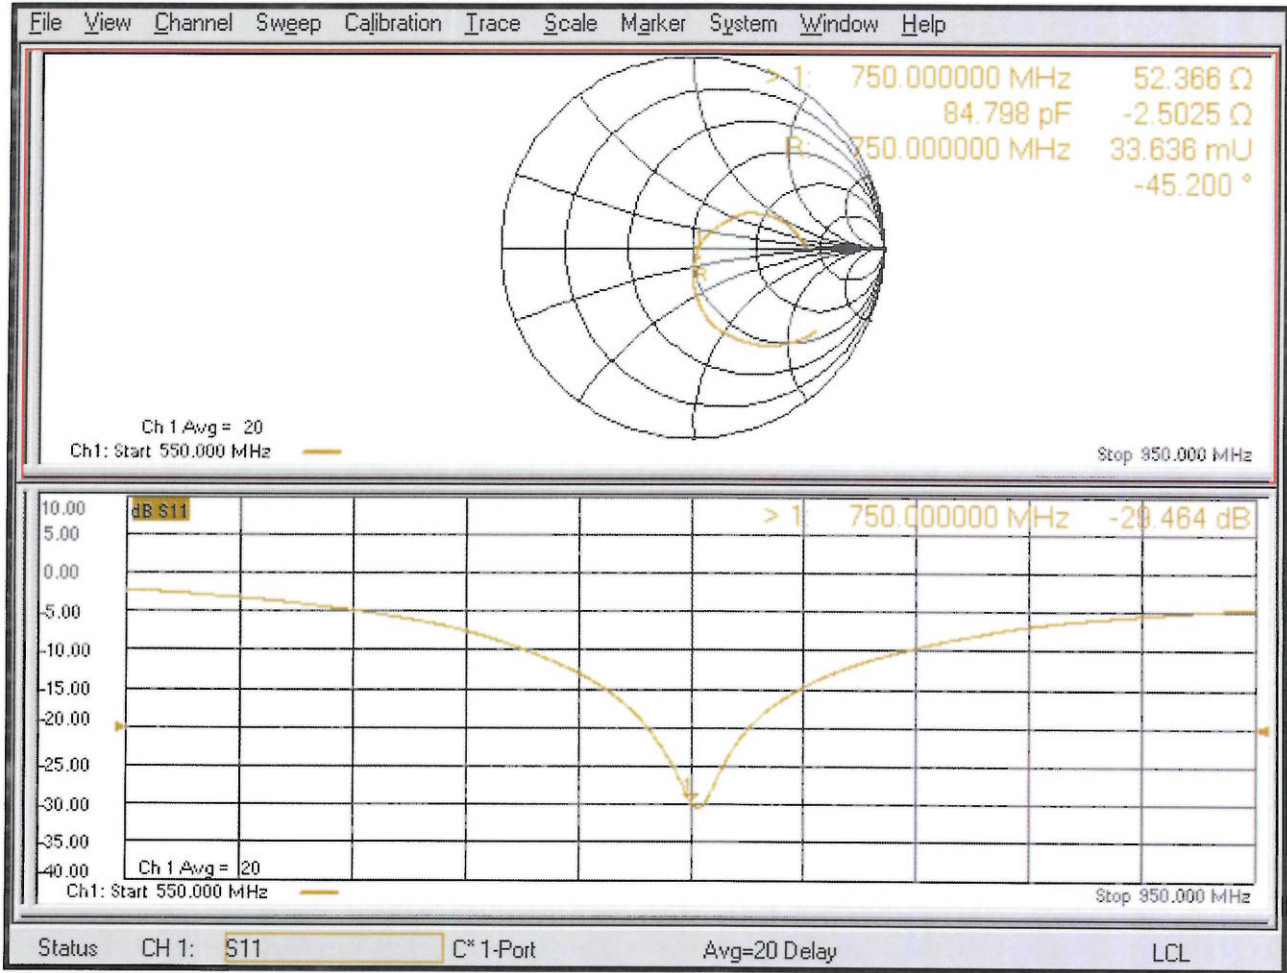 File View Channel Sweep Calibration Trace Scale Marker System Window Help
> 1: 750.000000 MHz 52.366 Ω
84.798 pF -2.5025 Ω
R: 750.000000 MHz 33.636 mU
-45.200 °
R
Ch 1 Avg = 20
Ch1: Start 550.000 MHz
Stop 950.000 MHz
10.00
dB S11
> 1: 750.000000 MHz -29.464 dB
5.00
0.00
-5.00
-10.00
-15.00
-20.00
-25.00
-30.00
-35.00
-40.00
Ch 1 Avg = 20
Ch1: Start 550.000 MHz
Stop 950.000 MHz
Status CH 1: S11 C* 1-Port Avg=20 Delay LCL